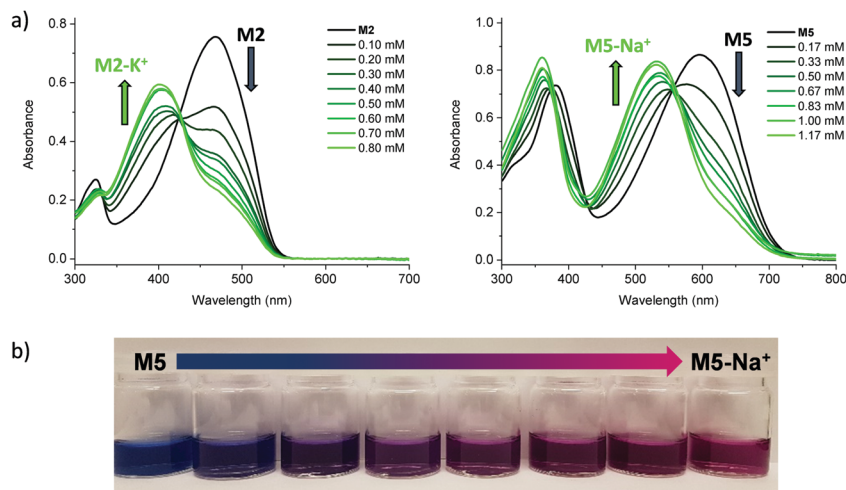 a)
0.8
0.6
0.4
0.2
0.0
Absorbance
300 400 500 600 700
Wavelength (nm)
M2-K⁺
M2
M2
0.10 mM
0.20 mM
0.30 mM
0.40 mM
0.50 mM
0.60 mM
0.70 mM
0.80 mM
1.0
0.8
0.6
0.4
0.2
0.0
Absorbance
300 400 500 600 700 800
Wavelength (nm)
M5-Na⁺
M5
M5
0.17 mM
0.33 mM
0.50 mM
0.67 mM
0.83 mM
1.00 mM
1.17 mM
b)
M5
M5-Na⁺